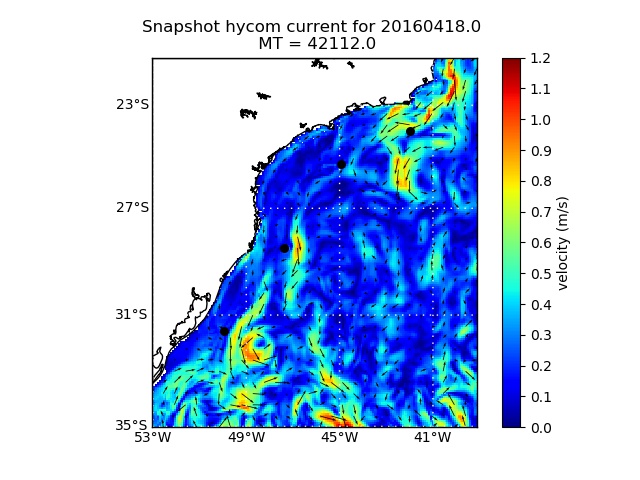 Snapshot hycom current for 20160418.0
MT = 42112.0
23°S
27°S
31°S
35°S
53°W
49°W
45°W
41°W
1.2
1.1
1.0
0.9
0.8
0.7
0.6
0.5
0.4
0.3
0.2
0.1
0.0
velocity (m/s)